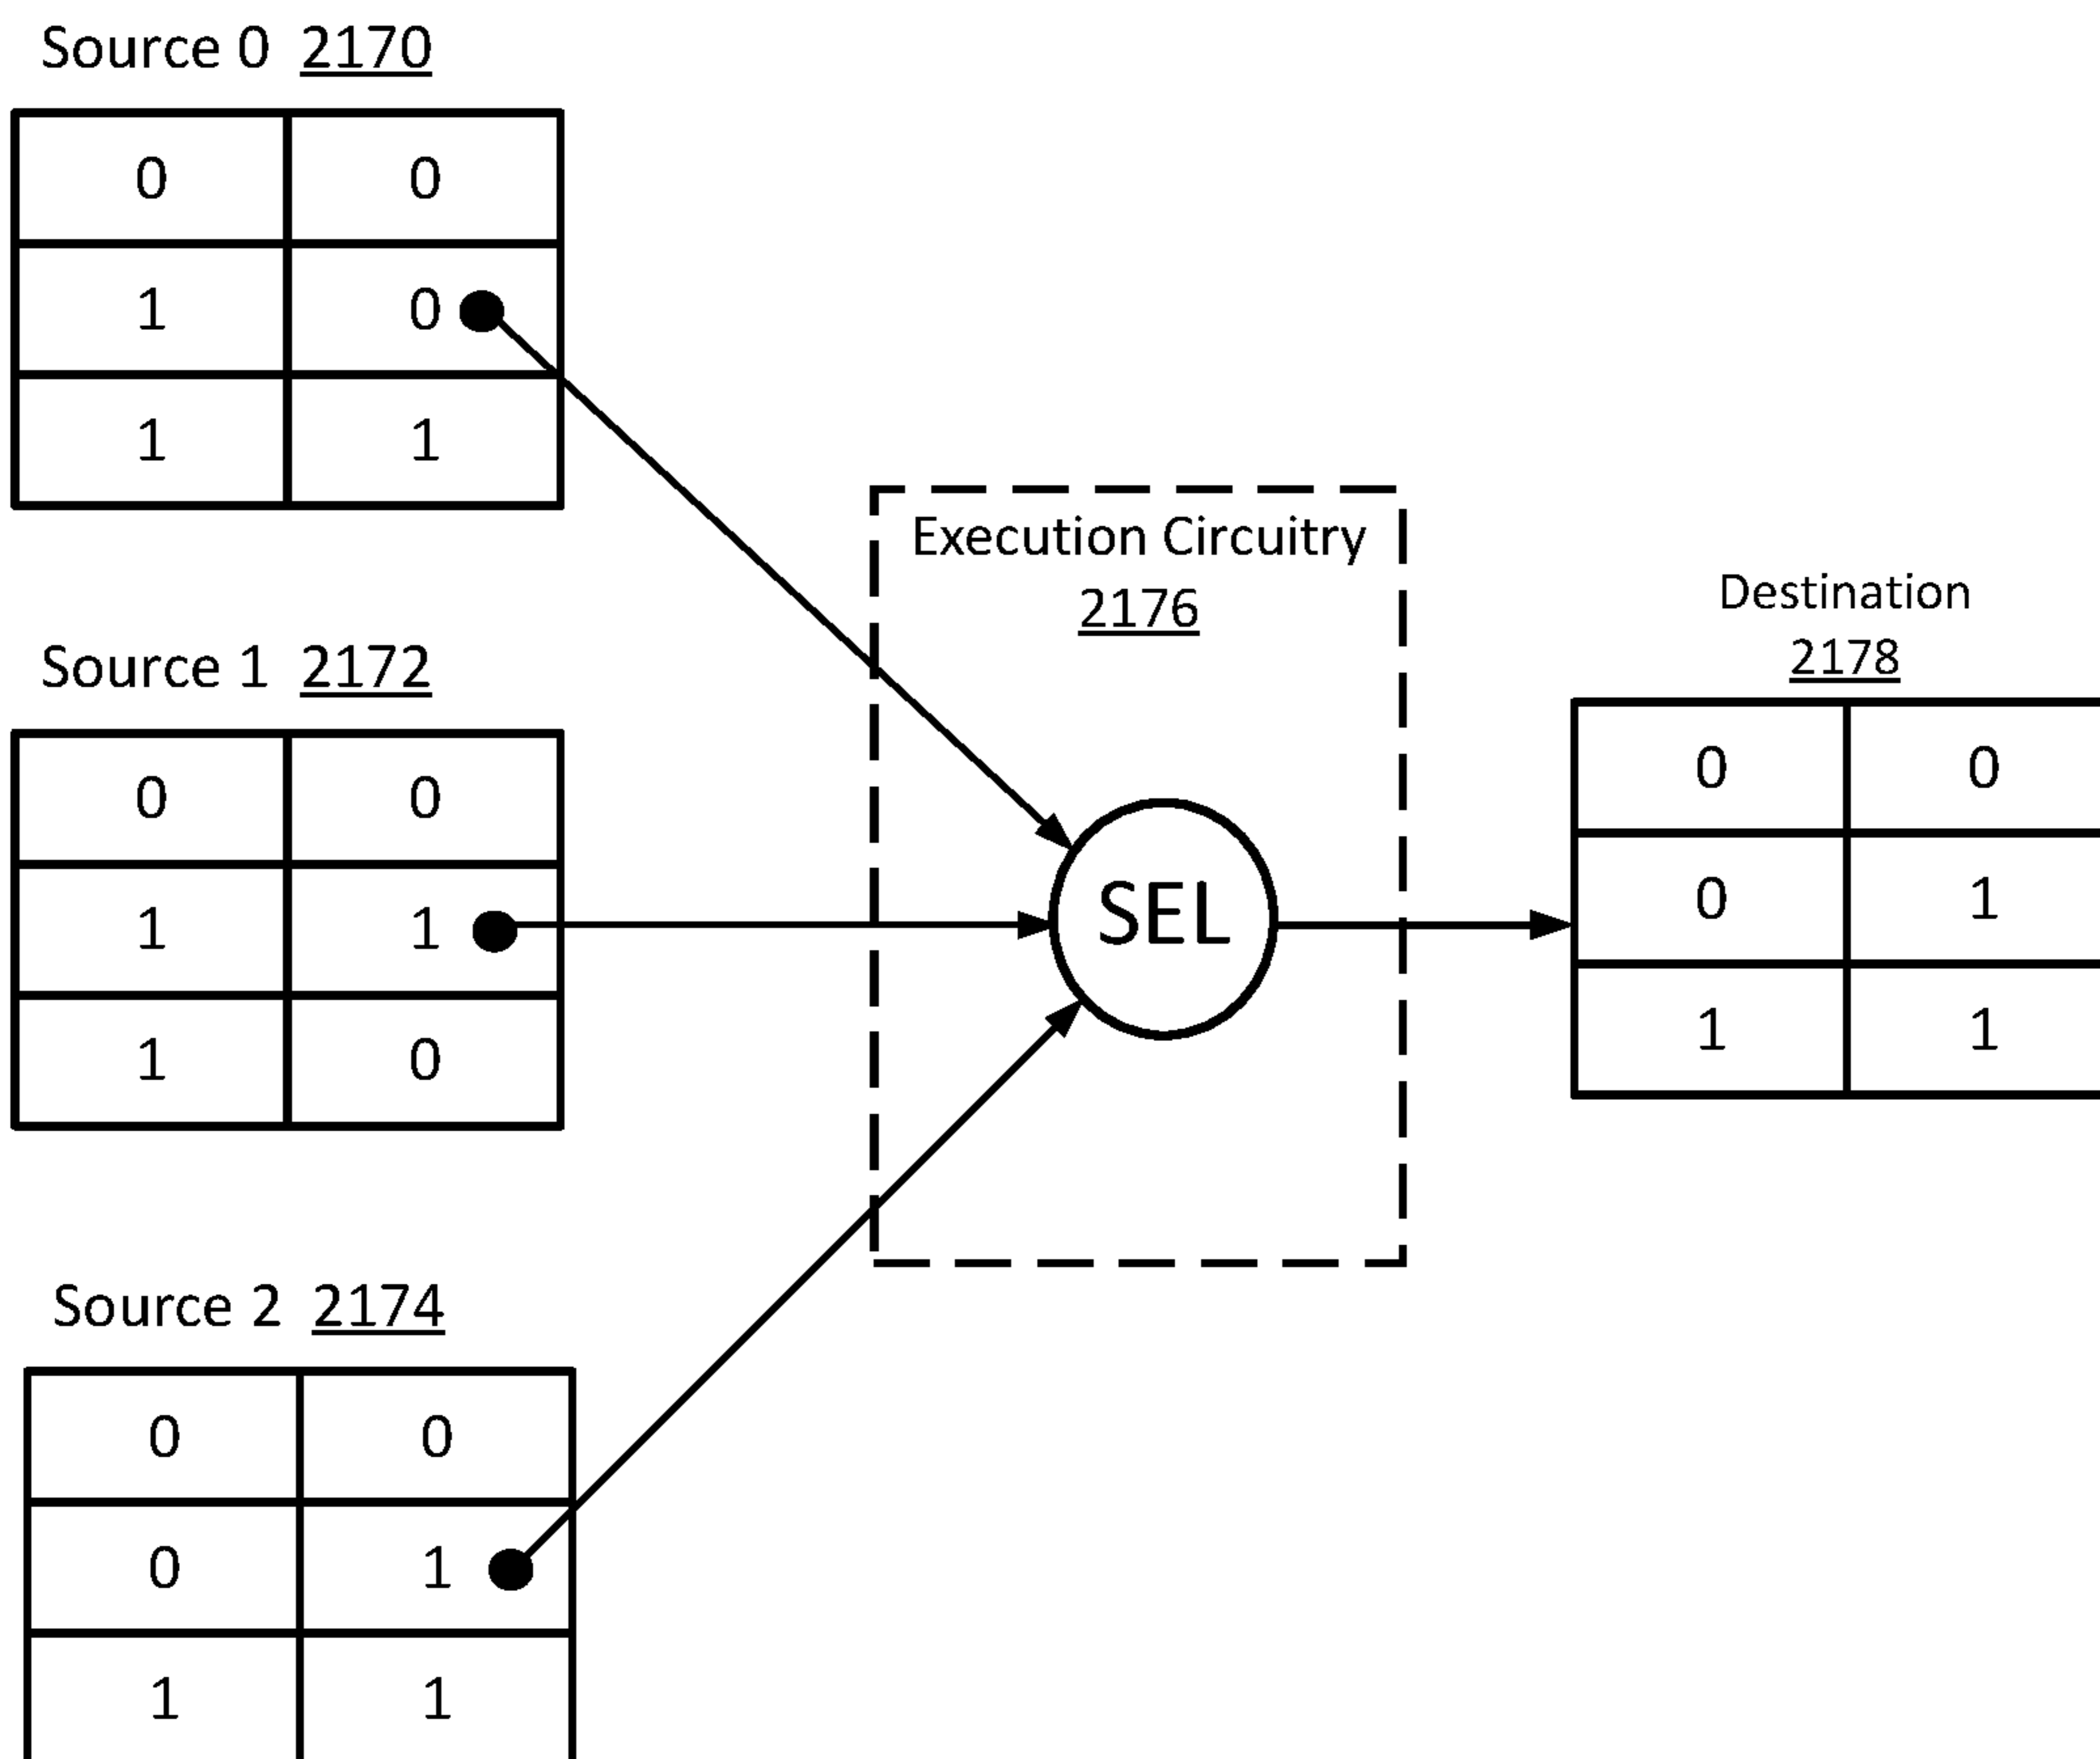 Source 0 2170
0 0
1 0
1 1
Execution Circuitry
2176
Destination
2178
Source 1 2172
0 0
1 1
1 0
SEL
0 0
0 1
1 1
Source 2 2174
0 0
0 1
1 1